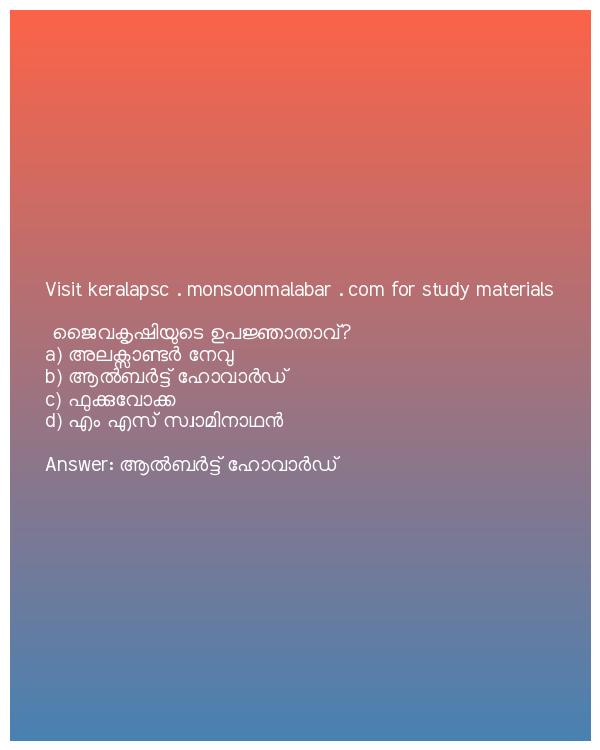 Visit keralapsc . monsoonmalabar . com for study materials
ജൈവകൃഷിയുടെ ഉപജ്ഞാതാവ്?
a) അലക്സാണ്ടർ നേവു
b) ആൽബർട്ട് ഹോവാർഡ്
c) ഫുക്കുവോക്ക
d) എം എസ് സ്വാമിനാഥൻ
Answer: ആൽബർട്ട് ഹോവാർഡ്